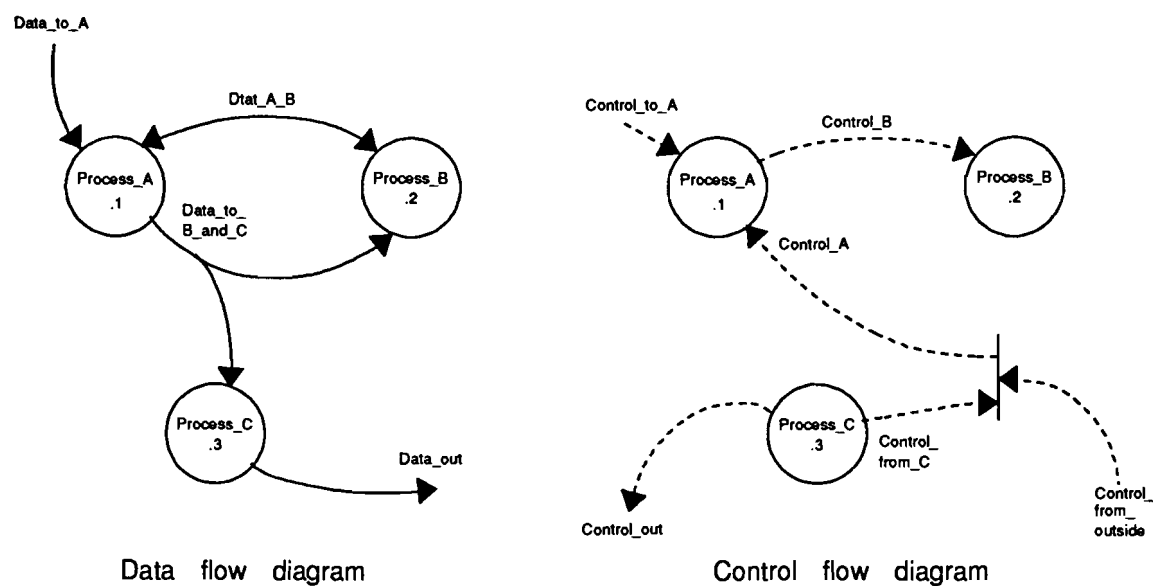 Data_to_A
Dtat_A_B
Process_A
.1
Process_B
.2
Data_to_
B_and_C
Process_C
.3
Data_out
Data flow diagram
Control_to_A
Control_B
Process_A
.1
Process_B
.2
Control_A
Process_C
.3
Control_
from_C
Control_out
Control_
from_
outside
Control flow diagram